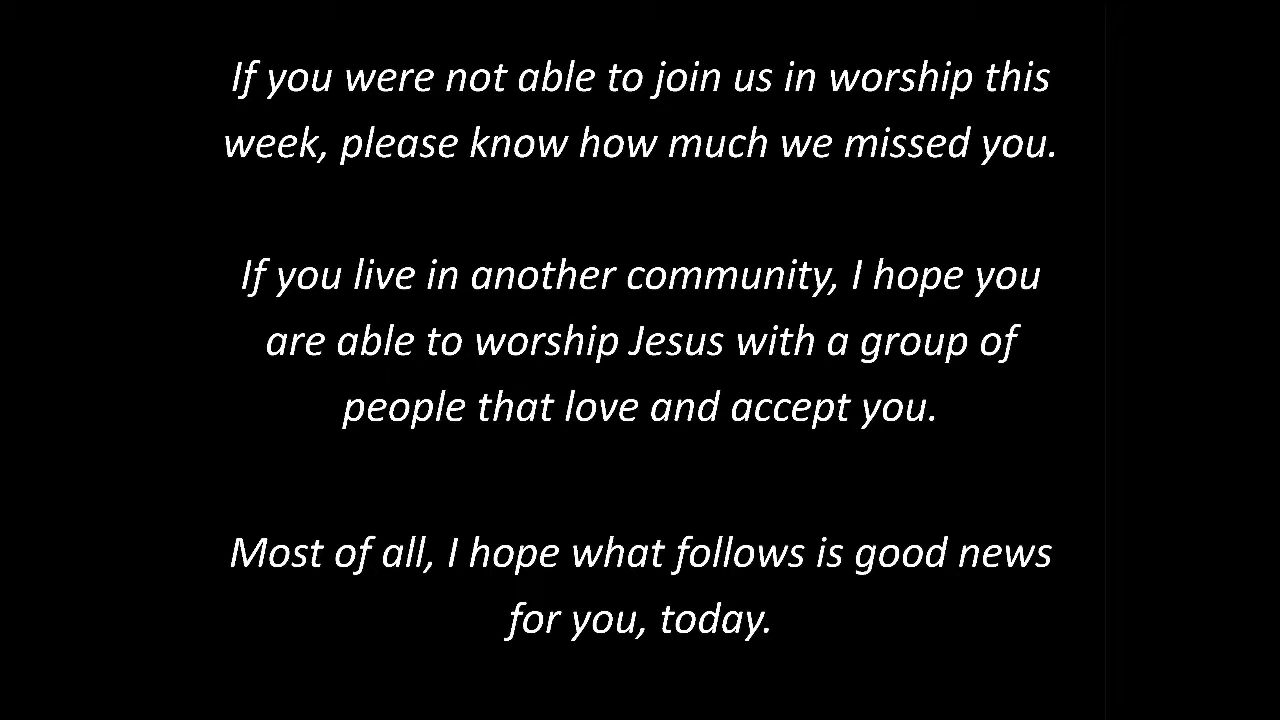 If you were not able to join us in worship this
week, please know how much we missed you.
If you live in another community, I hope you
are able to worship Jesus with a group of
people that love and accept you.
Most of all, I hope what follows is good news
for you, today.